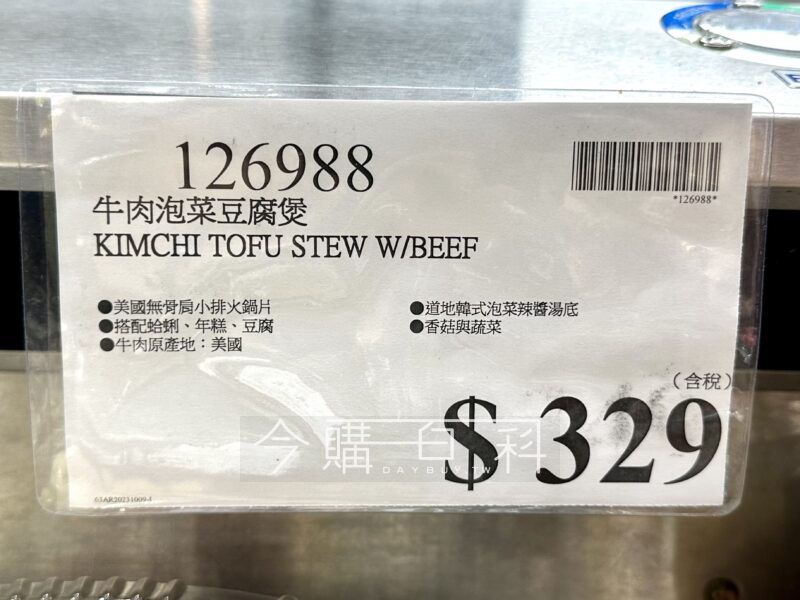 126988
*126988*
牛肉泡菜豆腐煲
KIMCHI TOFU STEW W/BEEF
●美國無骨肩小排火鍋片
●搭配蛤蜊、年糕、豆腐
●牛肉原產地：美國
●道地韓式泡菜辣醬湯底
●香菇與蔬菜
（含稅）
$ 329
今購百科
DAYBUY.TW